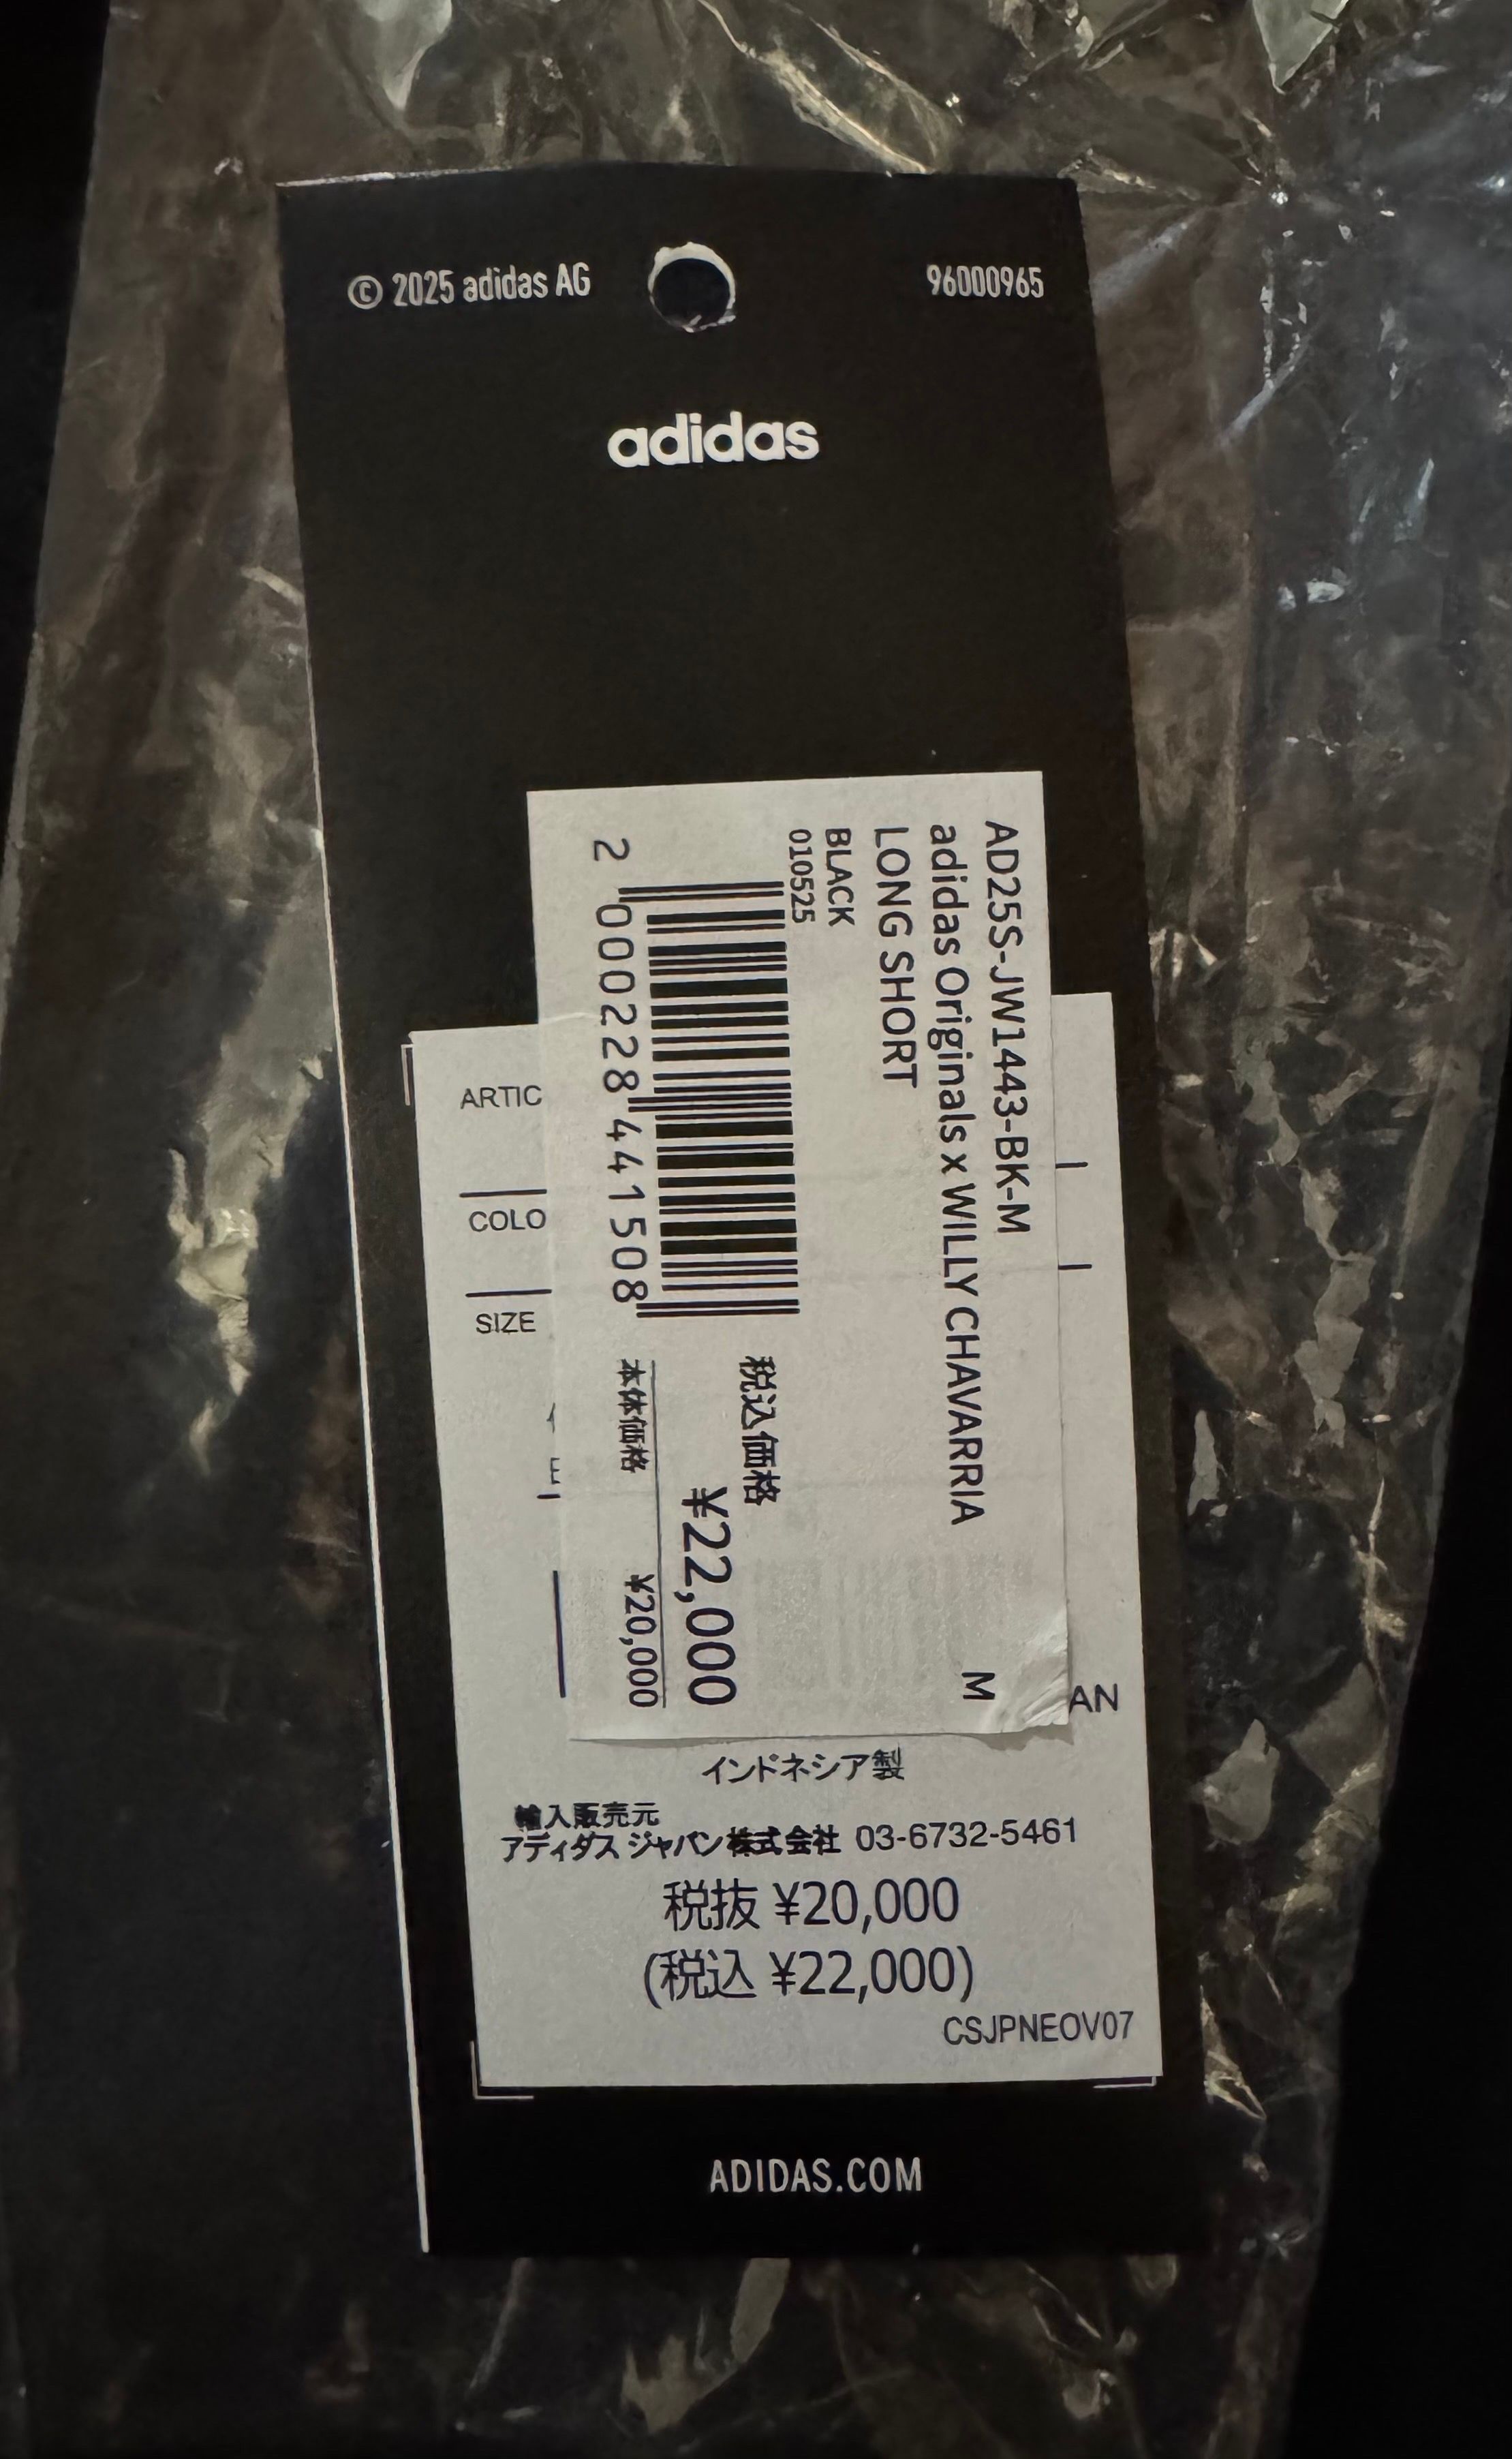 © 2025 adidas AG
96000965
adidas
AD25S-JW1443-BK-M
adidas Originals x WILLY CHAVARRIA
M
LONG SHORT
BLACK
010525
2 000228 441508
税込価格
¥22,000
本体価格 ¥20,000
ARTIC
COLO
SIZE
E
AN
インドネシア製
輸入販売元
アディダス ジャパン株式会社 03-6732-5461
税抜 ¥20,000
(税込 ¥22,000)
CSJPNEOV07
ADIDAS.COM